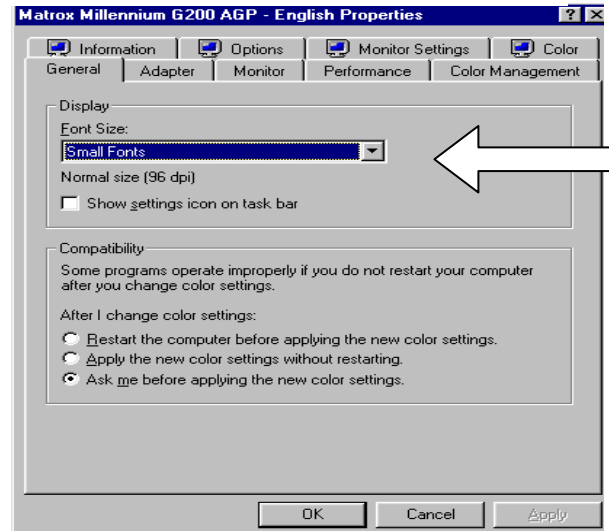 Matrox Millennium G200 AGP - English Properties
Information Options Monitor Settings Color
General Adapter Monitor Performance Color Management
Display
Font Size:
Small Fonts
Normal size (96 dpi)
Show settings icon on task bar
Compatibility
Some programs operate improperly if you do not restart your computer
after you change color settings.
After I change color settings:
Restart the computer before applying the new color settings.
Apply the new color settings without restarting.
Ask me before applying the new color settings.
OK Cancel Apply